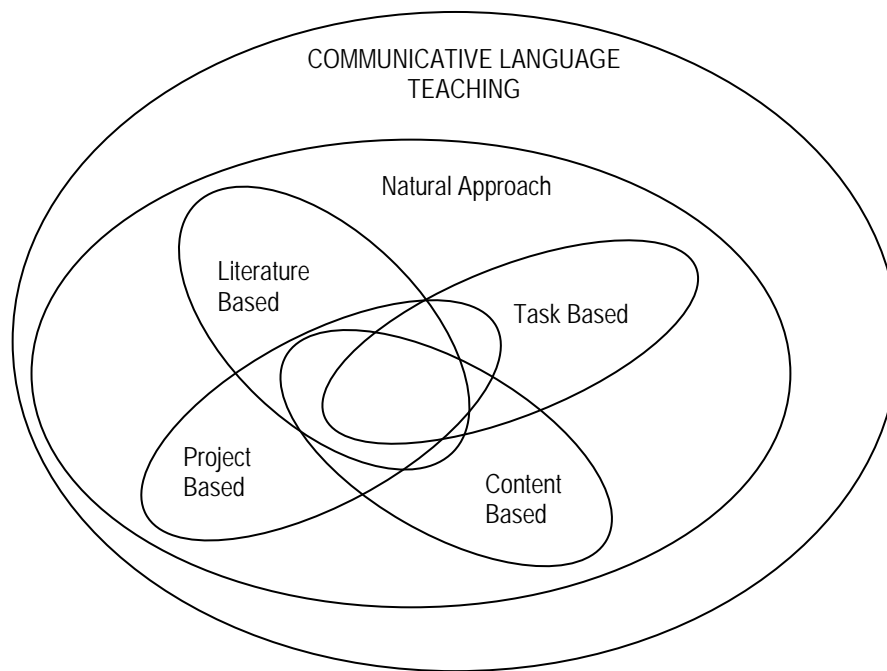 COMMUNICATIVE LANGUAGE
TEACHING
Natural Approach
Literature
Based
Task Based
Project
Based
Content
Based